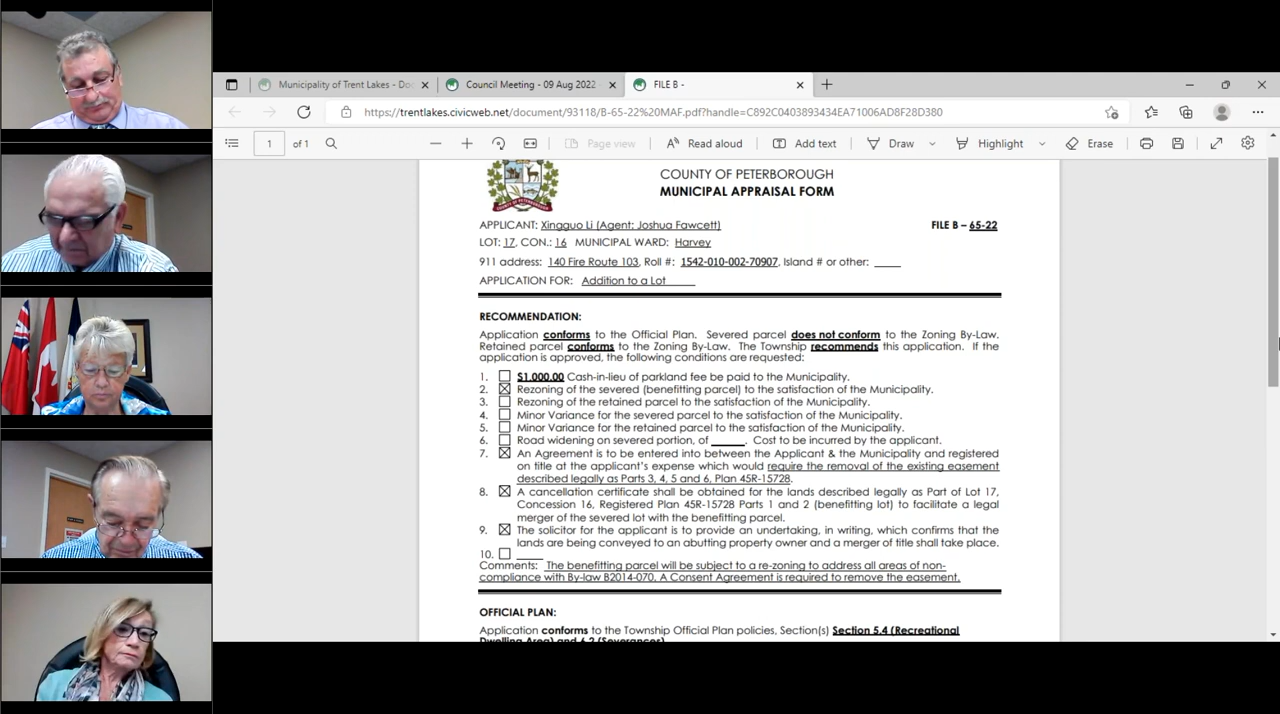 Municipality of Trent Lakes - Doc
Council Meeting - 09 Aug 2022
FILE B -
https://trentlakes.civicweb.net/document/93118/B-65-22%20MAF.pdf?handle=C892C0403893434EA71006AD8F28D380
1 of 1
Page view
Read aloud
Add text
Draw
Highlight
Erase
COUNTY OF PETERBOROUGH
MUNICIPAL APPRAISAL FORM
APPLICANT: Xingguo Li (Agent: Joshua Fawcett)
FILE B – 65-22
LOT: 17, CON.: 16 MUNICIPAL WARD: Harvey
911 address: 140 Fire Route 103, Roll #: 1542-010-002-70907, Island # or other: ____
APPLICATION FOR: Addition to a Lot
RECOMMENDATION:
Application conforms to the Official Plan. Severed parcel does not conform to the Zoning By-Law.
Retained parcel conforms to the Zoning By-Law. The Township recommends this application. If the
application is approved, the following conditions are requested:
1. ☐ $1,000.00 Cash-in-lieu of parkland fee be paid to the Municipality.
2. ☒ Rezoning of the severed (benefitting parcel) to the satisfaction of the Municipality.
3. ☐ Rezoning of the retained parcel to the satisfaction of the Municipality.
4. ☐ Minor Variance for the severed parcel to the satisfaction of the Municipality.
5. ☐ Minor Variance for the retained parcel to the satisfaction of the Municipality.
6. ☐ Road widening on severed portion, of ____. Cost to be incurred by the applicant.
7. ☒ An Agreement is to be entered into between the Applicant & the Municipality and registered
on title at the applicant's expense which would require the removal of the existing easement
described legally as Parts 3, 4, 5 and 6, Plan 45R-15728.
8. ☒ A cancellation certificate shall be obtained for the lands described legally as Part of Lot 17,
Concession 16, Registered Plan 45R-15728 Parts 1 and 2 (benefitting lot) to facilitate a legal
merger of the severed lot with the benefitting parcel.
9. ☒ The solicitor for the applicant is to provide an undertaking, in writing, which confirms that the
lands are being conveyed to an abutting property owner and a merger of title shall take place.
10. ☐ ____
Comments: The benefitting parcel will be subject to a re-zoning to address all areas of non-
compliance with By-law B2014-070. A Consent Agreement is required to remove the easement.
OFFICIAL PLAN:
Application conforms to the Township Official Plan policies, Section(s) Section 5.4 (Recreational
Dwelling Area) and 6.2 (Severances)